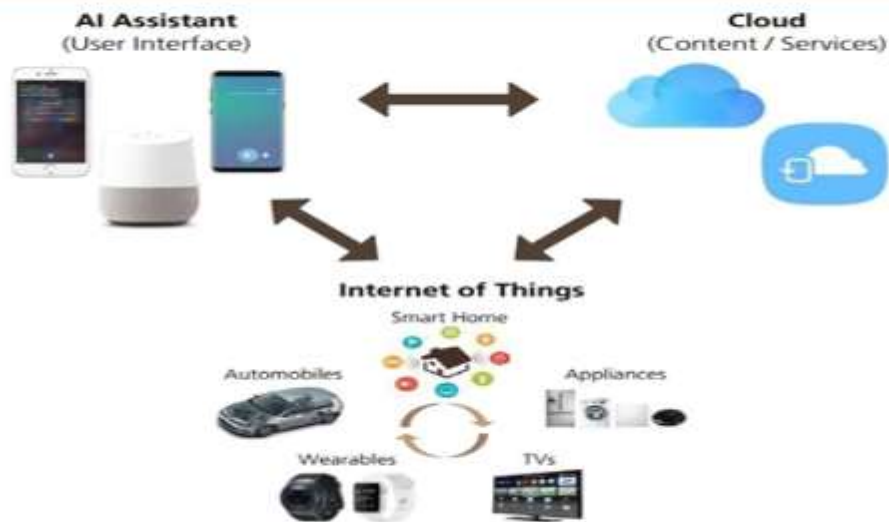 AI Assistant
(User Interface)
Cloud
(Content / Services)
Internet of Things
Smart Home
Automobiles
Appliances
Wearables
TVs